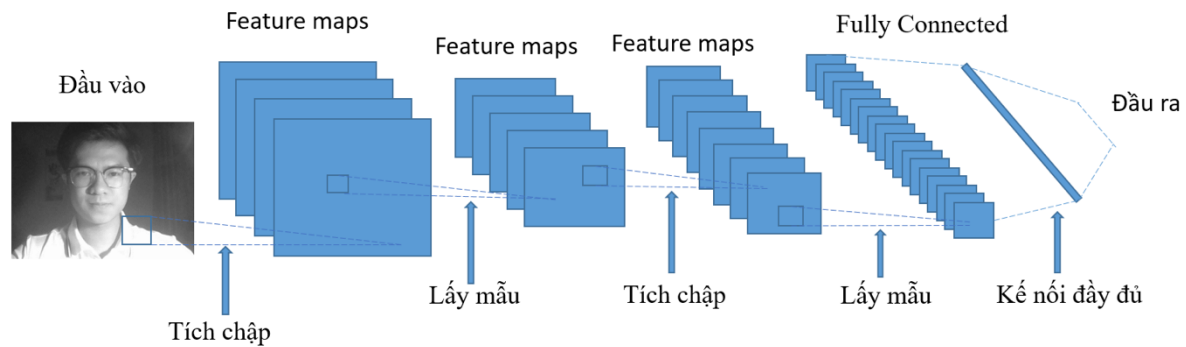 Feature maps
Feature maps
Feature maps
Fully Connected
Đầu vào
Đầu ra
Tích chập
Lấy mẫu
Tích chập
Lấy mẫu
Kế nối đầy đủ